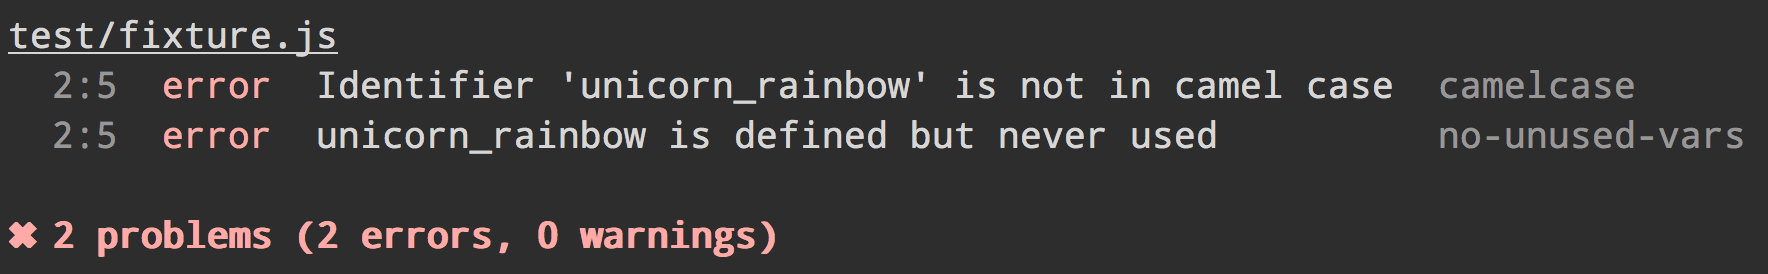 test/fixture.js
2:5 error Identifier 'unicorn_rainbow' is not in camel case camelcase
2:5 error unicorn_rainbow is defined but never used no-unused-vars
✖ 2 problems (2 errors, 0 warnings)